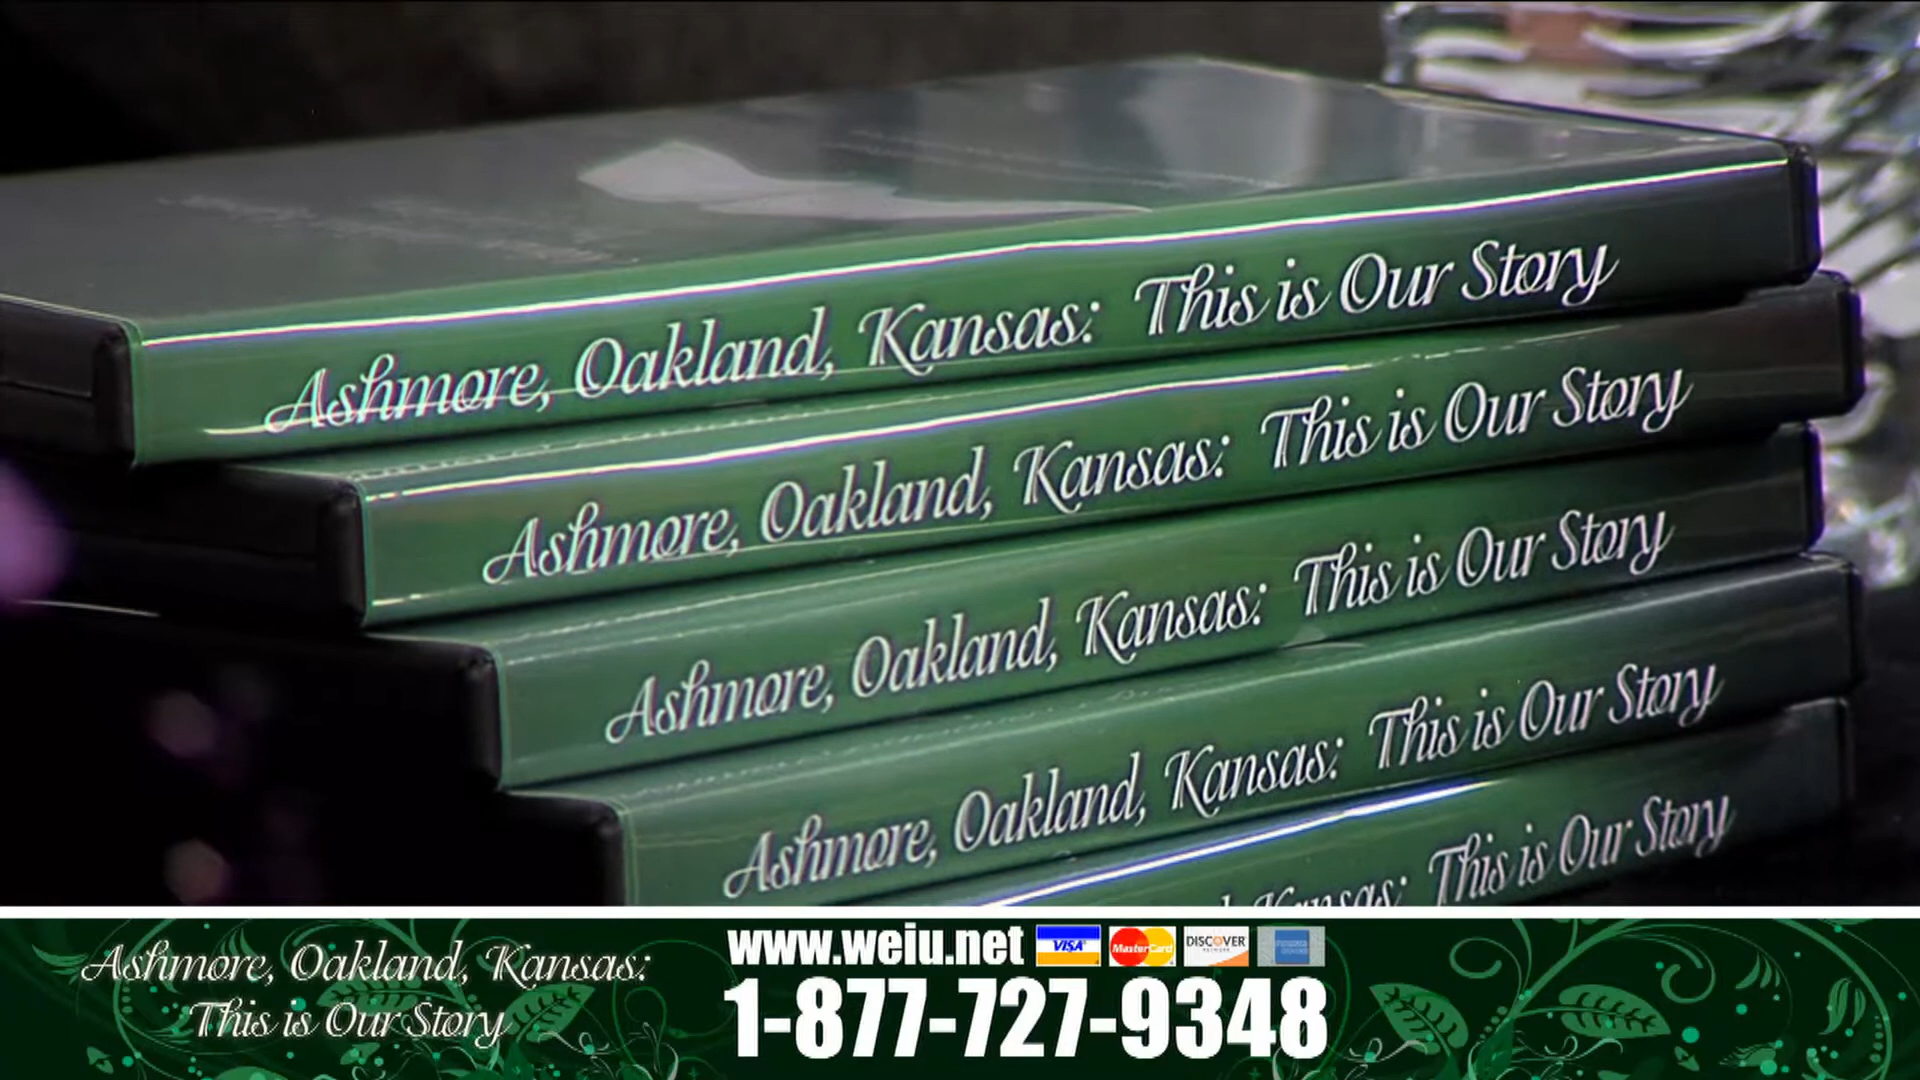 Ashmore, Oakland, Kansas: This is Our Story
Ashmore, Oakland, Kansas: This is Our Story
Ashmore, Oakland, Kansas: This is Our Story
Ashmore, Oakland, Kansas: This is Our Story
Kansas: This is Our Story
Ashmore, Oakland, Kansas:
This is Our Story
www.weiu.net VISA MasterCard DISCOVER
1-877-727-9348